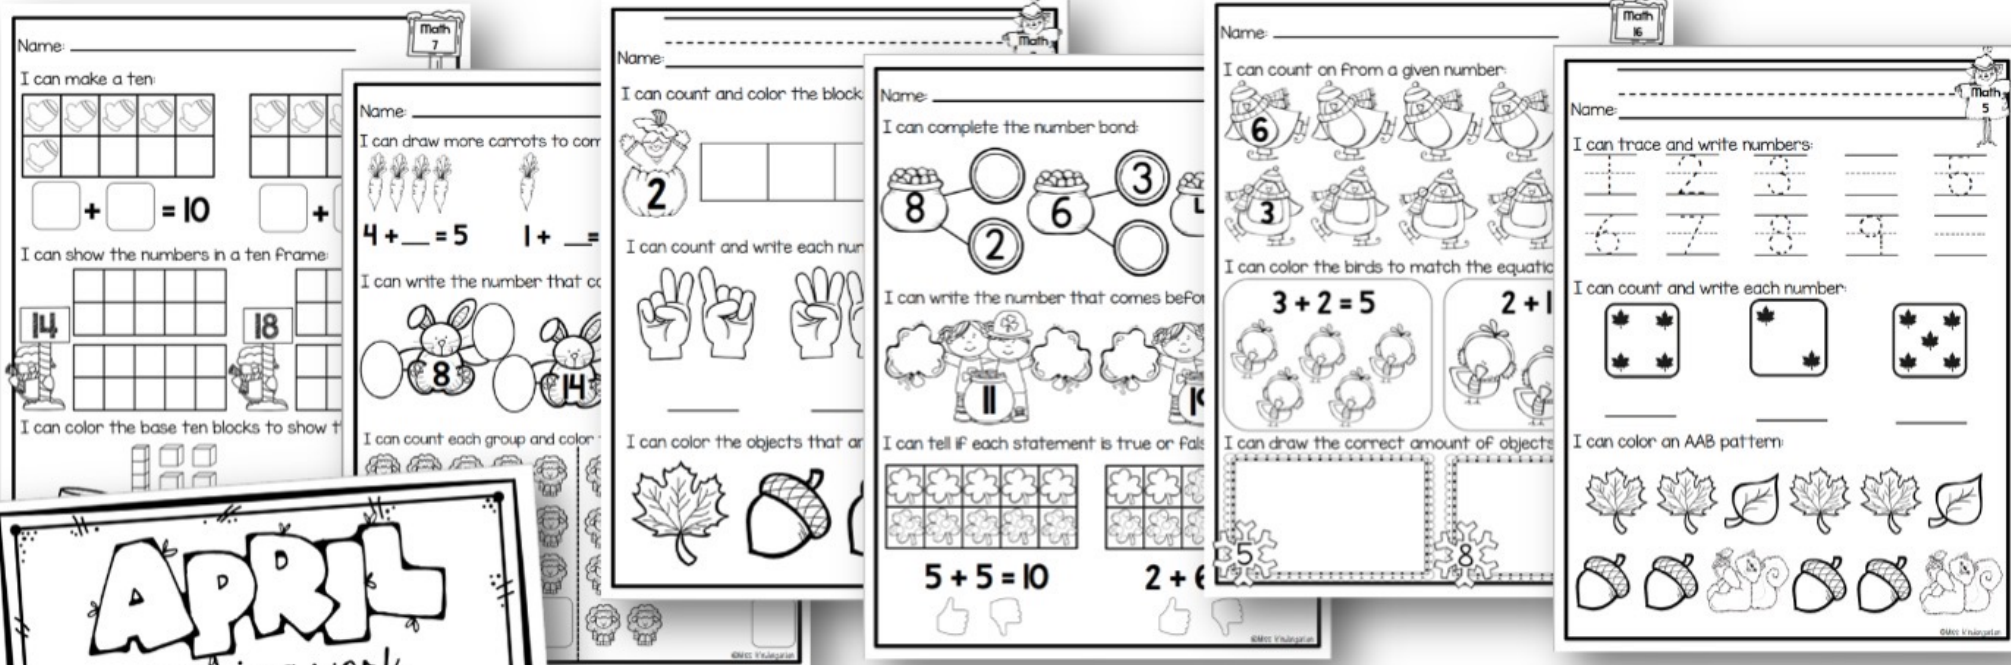 Math
7
Name:
I can make a ten:
+ = 10
+
I can show the numbers in a ten frame:
14
18
I can color the base ten blocks to show
APRIL
Name:
I can draw more carrots to
4 + __ = 5
1 + __ =
I can write the number that
8
14
I can count each group and color
©Miss Kindergarten
Math
Name:
I can count and color the block
2
I can count and write each
I can color the objects that
Name:
I can complete the number bond:
8
2
6
3
I can write the number that comes
11
I can tell if each statement is true or
5 + 5 = 10
2 +
©Miss Kindergarten
Math
16
Name:
I can count on from a given number:
6
3
I can color the birds to match the
3 + 2 = 5
2 + 1
I can draw the correct amount of objects
5
8
Math
5
Name:
I can trace and write numbers:
1 2 3 5
6 7 8 9
I can count and write each number:
I can color an AAB pattern:
©Miss Kindergarten